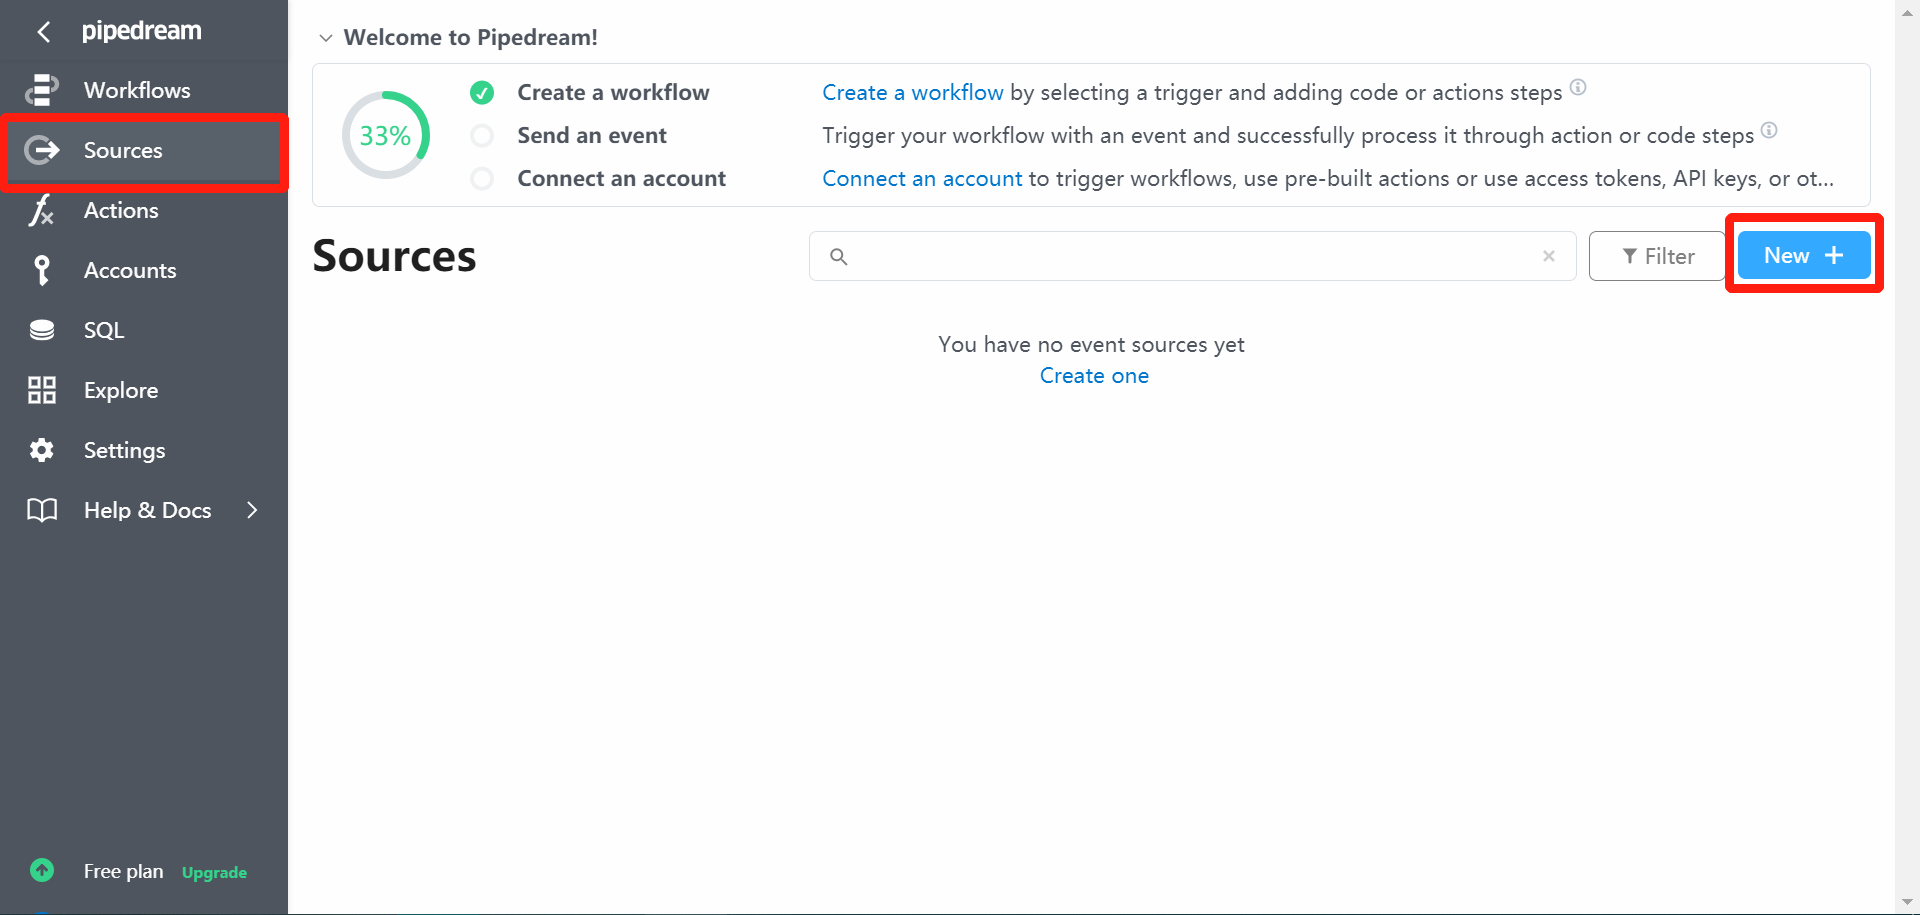 pipedream
Workflows
Sources
Actions
Accounts
SQL
Explore
Settings
Help & Docs
Free plan Upgrade
Welcome to Pipedream!
33%
Create a workflow Create a workflow by selecting a trigger and adding code or actions steps
Send an event Trigger your workflow with an event and successfully process it through action or code steps
Connect an account Connect an account to trigger workflows, use pre-built actions or use access tokens, API keys, or ot...
Sources Filter New +
You have no event sources yet
Create one